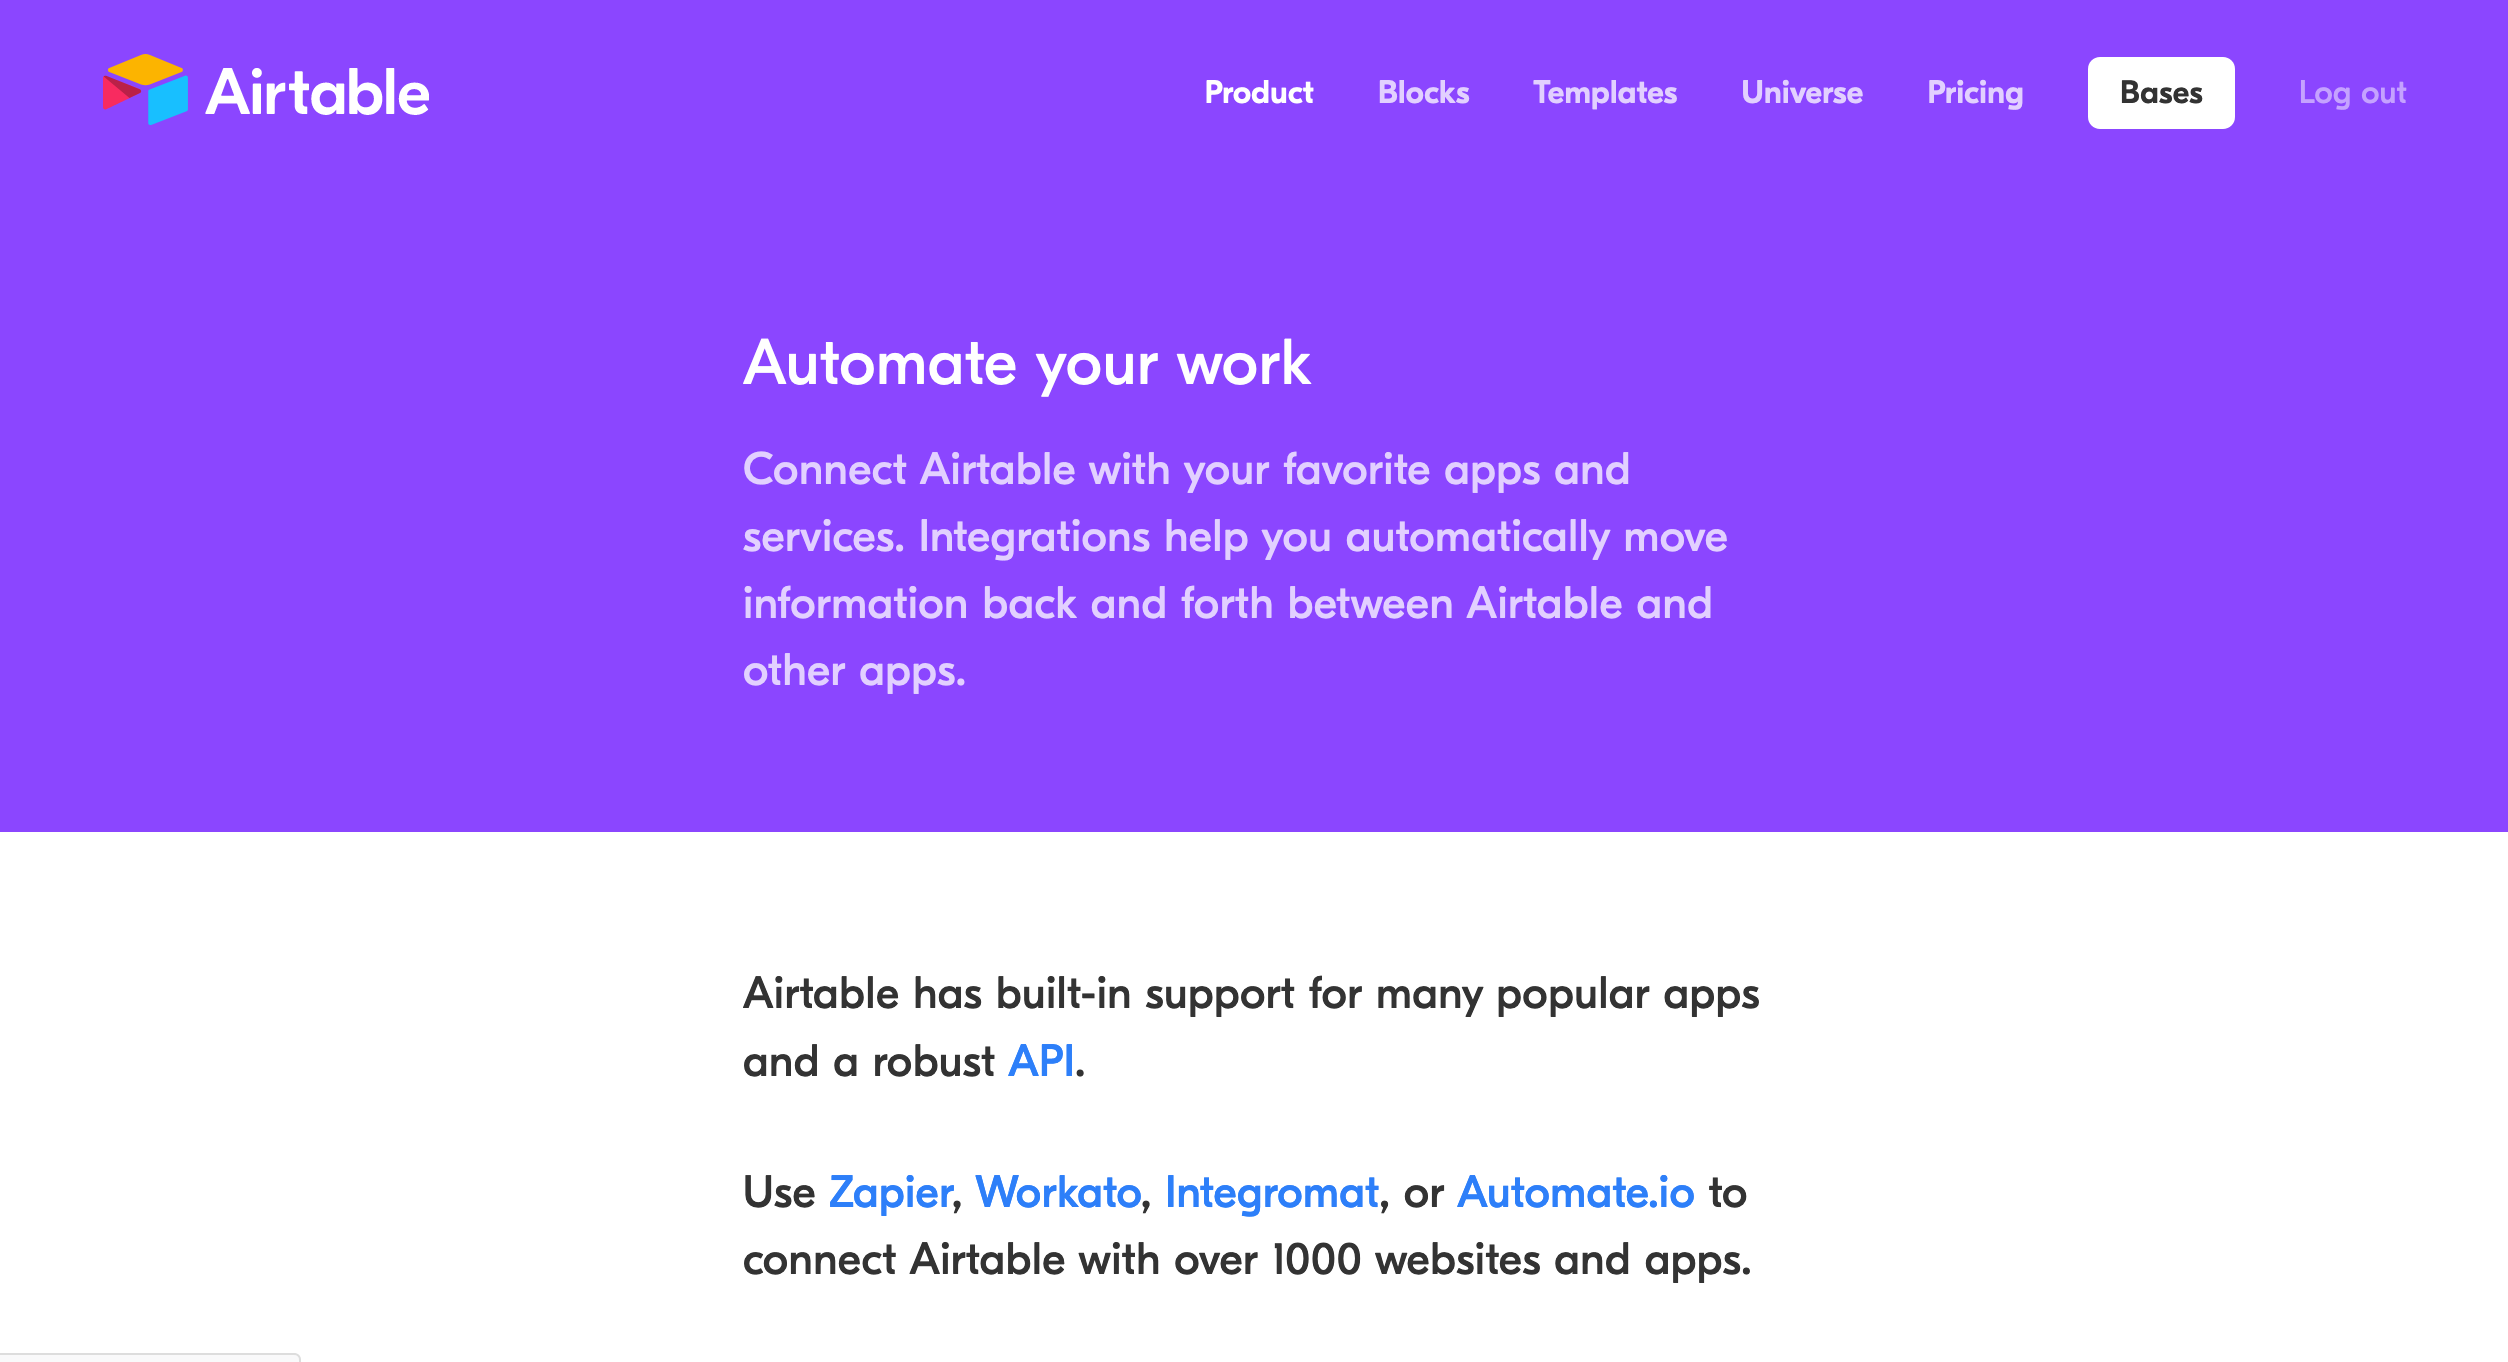 Airtable
Product Blocks Templates Universe Pricing Bases Log out
Automate your work
Connect Airtable with your favorite apps and
services. Integrations help you automatically move
information back and forth between Airtable and
other apps.
Airtable has built-in support for many popular apps
and a robust API.
Use Zapier, Workato, Integromat, or Automate.io to
connect Airtable with over 1000 websites and apps.